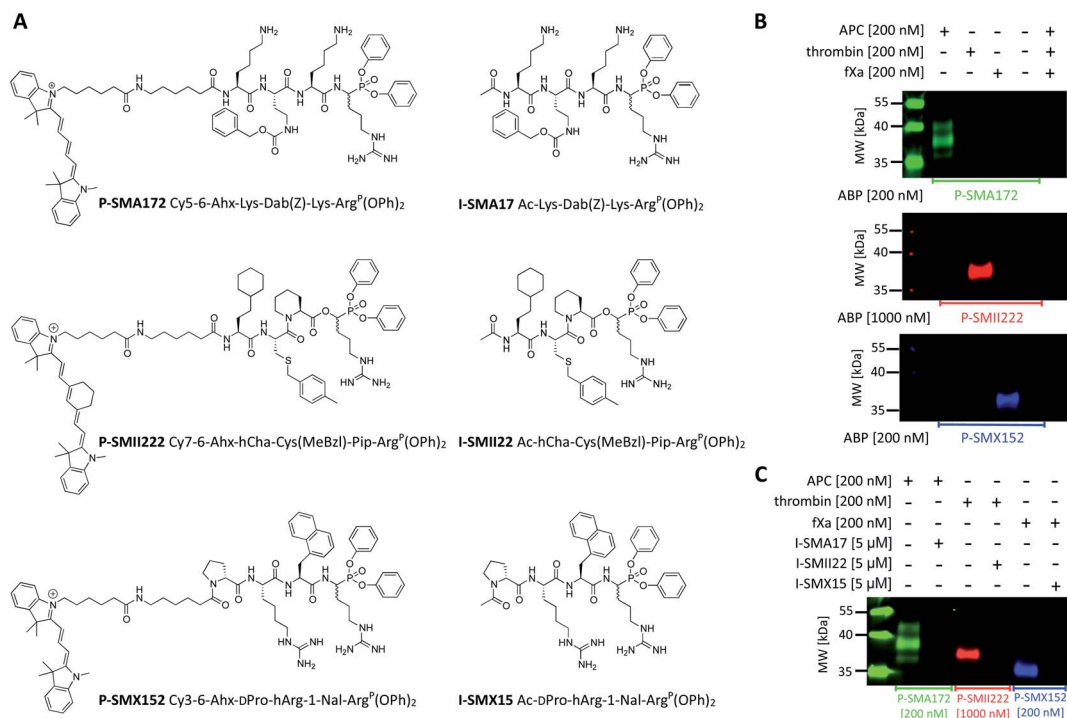 A
P-SMA172 Cy5-6-Ahx-Lys-Dab(Z)-Lys-Argᴾ(OPh)₂
I-SMA17 Ac-Lys-Dab(Z)-Lys-Argᴾ(OPh)₂
P-SMII222 Cy7-6-Ahx-hCha-Cys(MeBzl)-Pip-Argᴾ(OPh)₂
I-SMII22 Ac-hCha-Cys(MeBzl)-Pip-Argᴾ(OPh)₂
P-SMX152 Cy3-6-Ahx-DPro-hArg-1-Nal-Argᴾ(OPh)₂
I-SMX15 Ac-DPro-hArg-1-Nal-Argᴾ(OPh)₂
B
APC [200 nM] + - - - +
thrombin [200 nM] - + - - +
fXa [200 nM] - - + - +
MW [kDa]
55
40
35
ABP [200 nM] P-SMA172
MW [kDa]
55
40
35
ABP [1000 nM] P-SMII222
MW [kDa]
55
40
35
ABP [200 nM] P-SMX152
C
APC [200 nM] + + - - - -
thrombin [200 nM] - - + + - -
fXa [200 nM] - - - - + +
I-SMA17 [5 µM] - + - - - -
I-SMII22 [5 µM] - - - + - -
I-SMX15 [5 µM] - - - - - +
MW [kDa]
55
40
35
P-SMA172 P-SMII222 P-SMX152
[200 nM] [1000 nM] [200 nM]